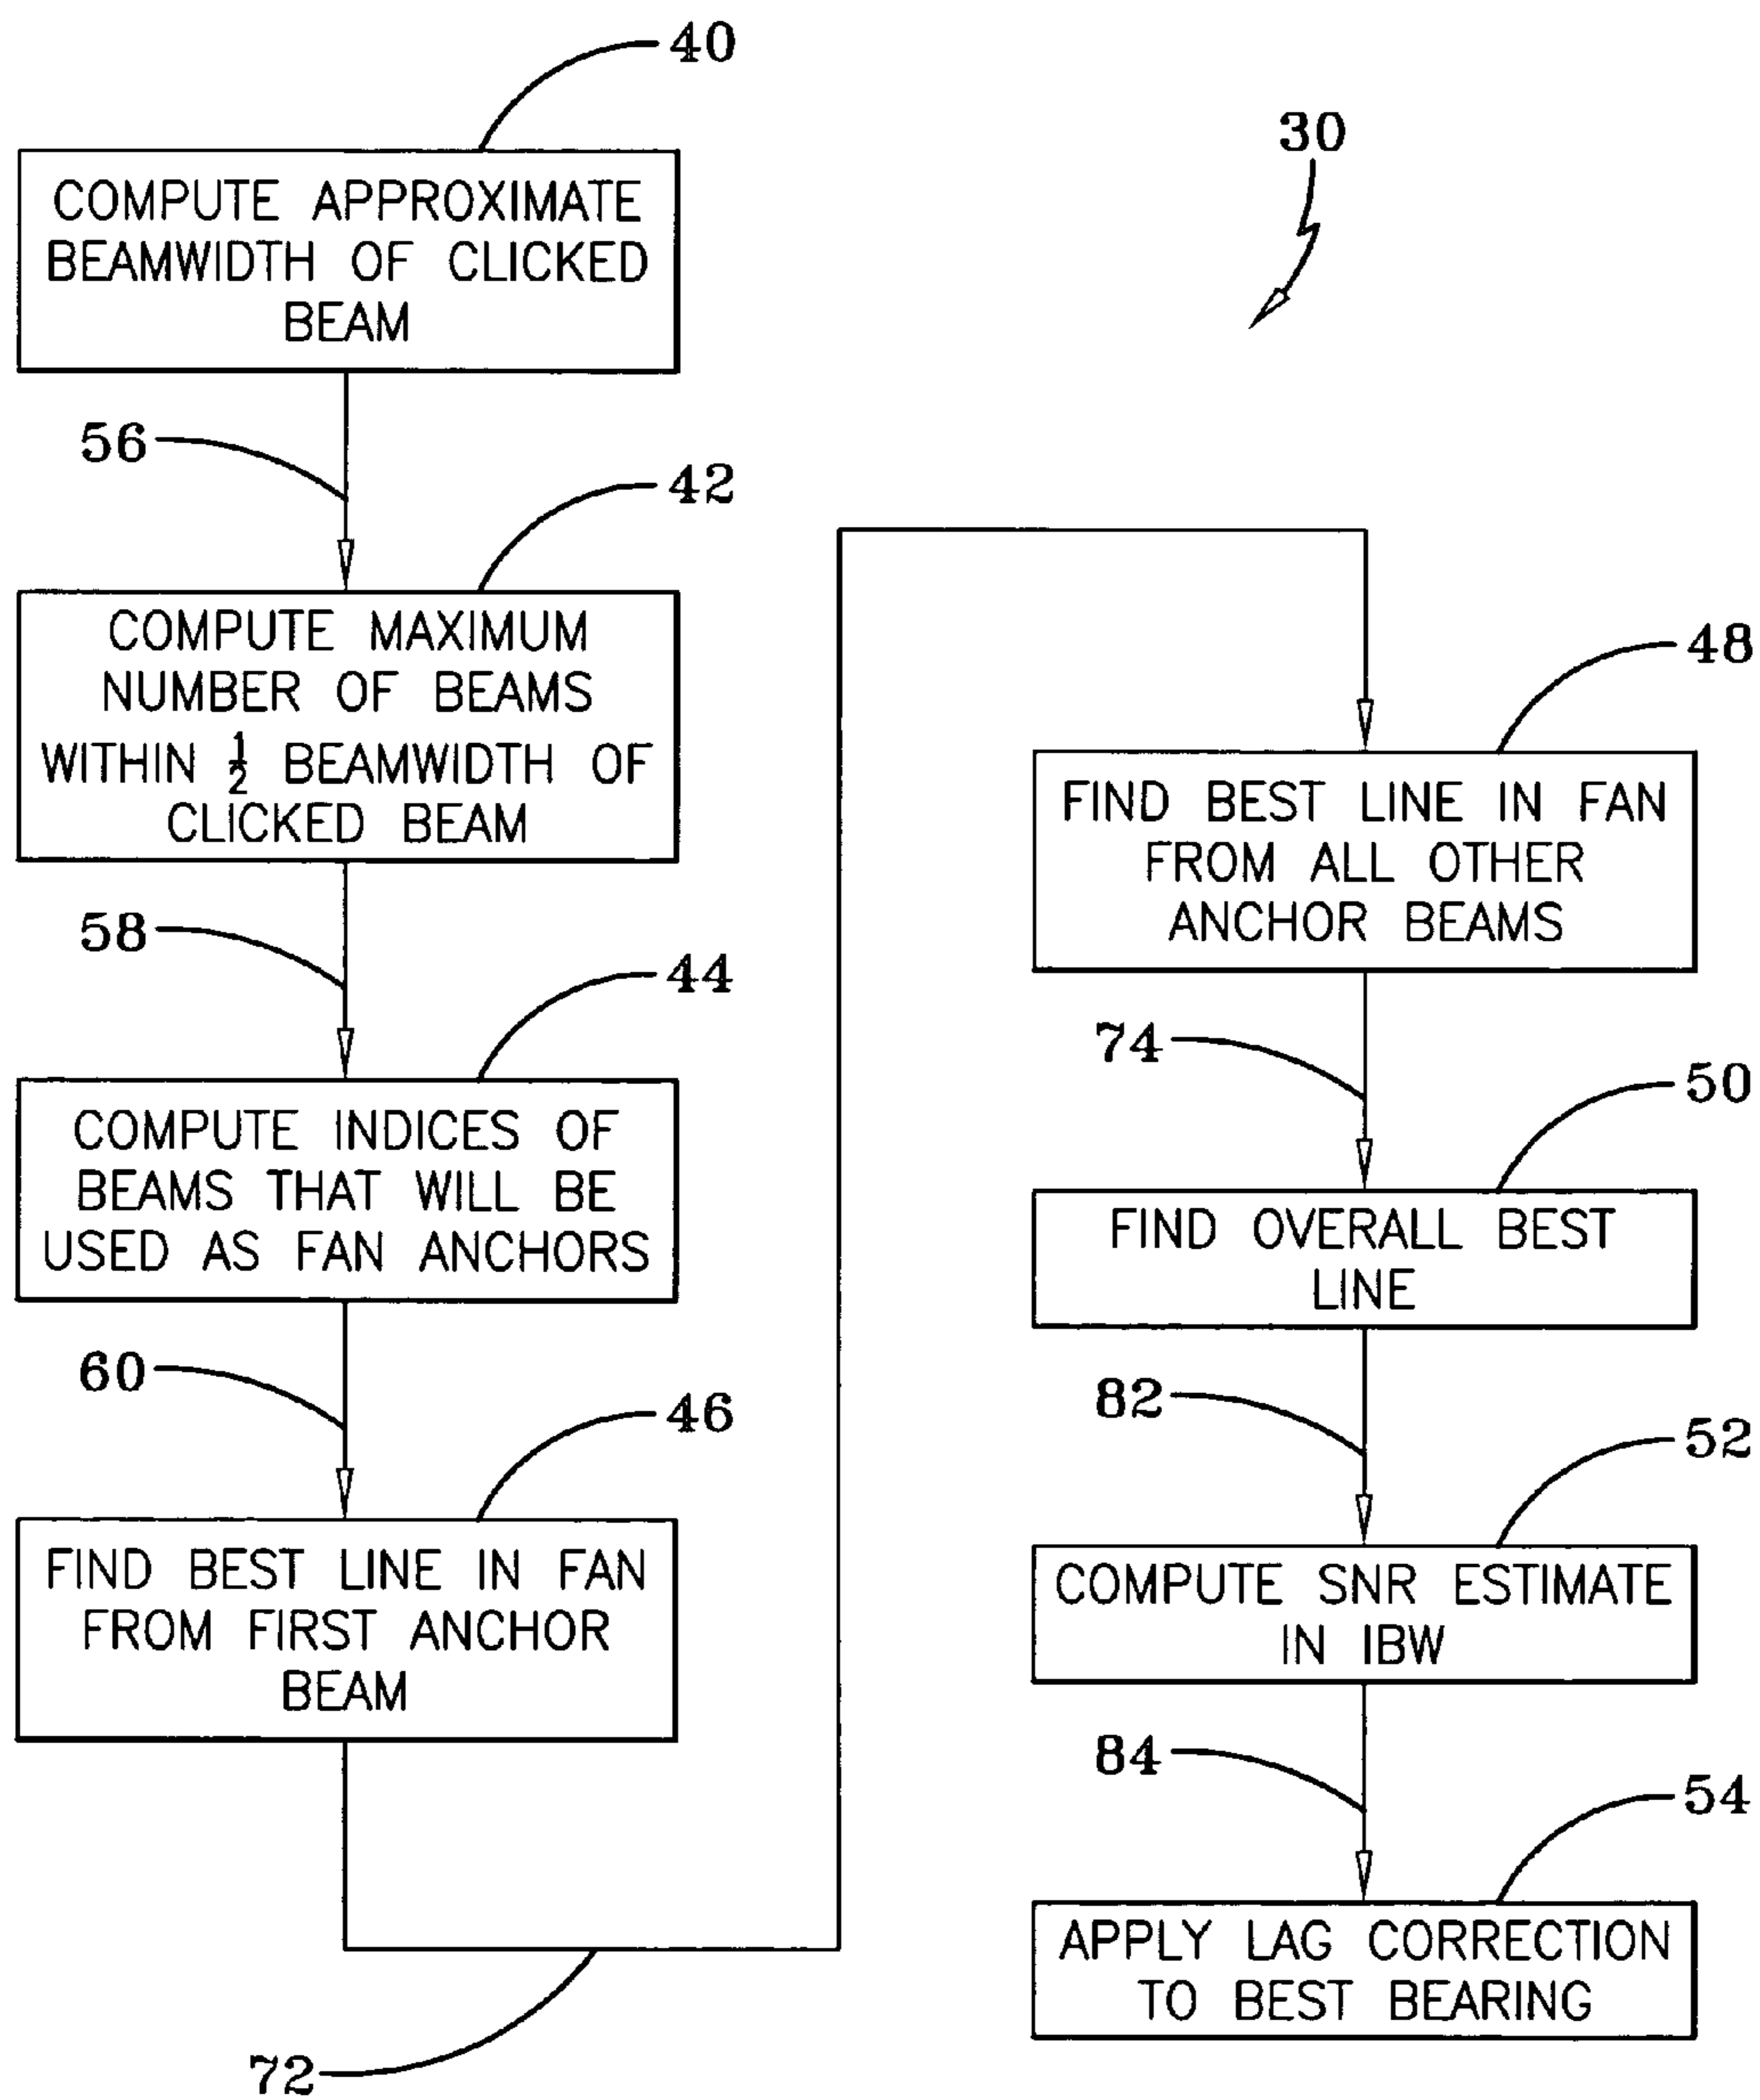 40
COMPUTE APPROXIMATE
BEAMWIDTH OF CLICKED
BEAM
56
42
COMPUTE MAXIMUM
NUMBER OF BEAMS
WITHIN 1/2 BEAMWIDTH OF
CLICKED BEAM
58
44
COMPUTE INDICES OF
BEAMS THAT WILL BE
USED AS FAN ANCHORS
60
46
FIND BEST LINE IN FAN
FROM FIRST ANCHOR
BEAM
72
30
48
FIND BEST LINE IN FAN
FROM ALL OTHER
ANCHOR BEAMS
74
50
FIND OVERALL BEST
LINE
82
52
COMPUTE SNR ESTIMATE
IN IBW
84
54
APPLY LAG CORRECTION
TO BEST BEARING